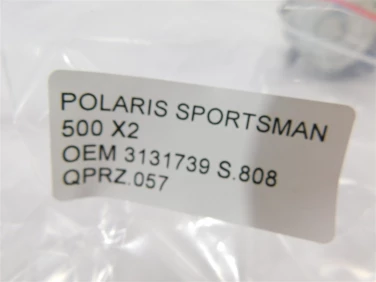 POLARIS SPORTSMAN
500 X2
OEM 3131739 S.808
QPRZ.057